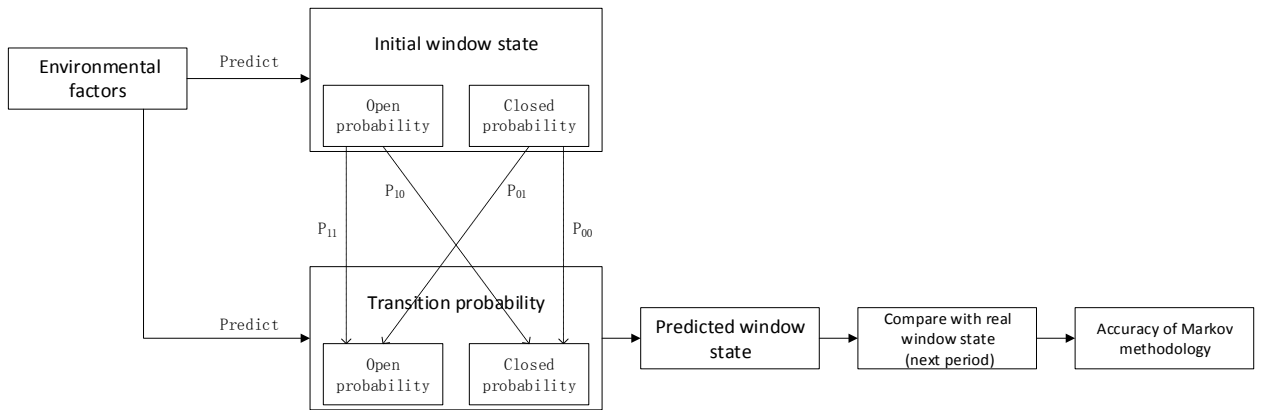 Initial window state
Environmental
factors
Predict
Open
probability
Closed
probability
P₁₀
P₀₁
P₁₁
P₀₀
Transition probability
Predict
Open
probability
Closed
probability
Predicted window
state
Compare with real
window state
(next period)
Accuracy of Markov
methodology